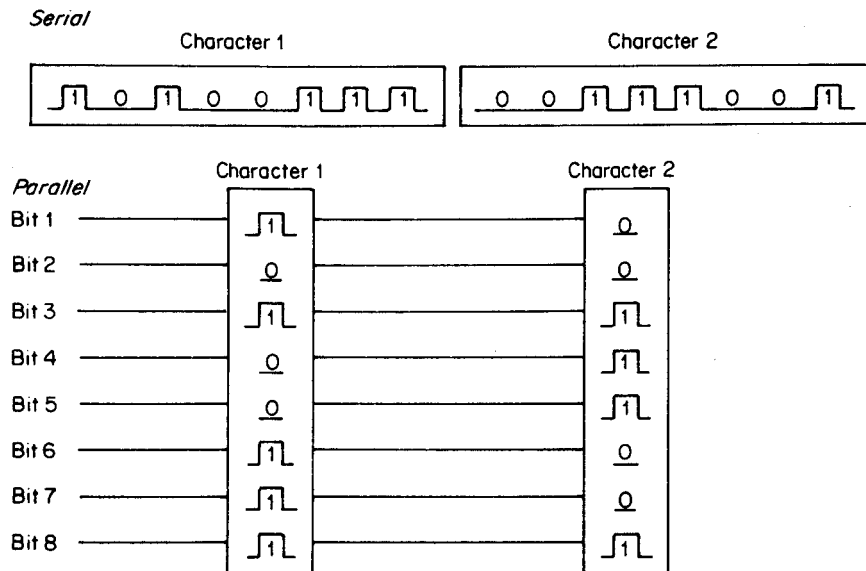 Serial
Character 1 Character 2
1 0 1 0 0 1 1 1 0 0 1 1 1 0 0 1
Character 1 Character 2
Parallel
Bit 1 1 0
Bit 2 0 0
Bit 3 1 1
Bit 4 0 1
Bit 5 0 1
Bit 6 1 0
Bit 7 1 0
Bit 8 1 1